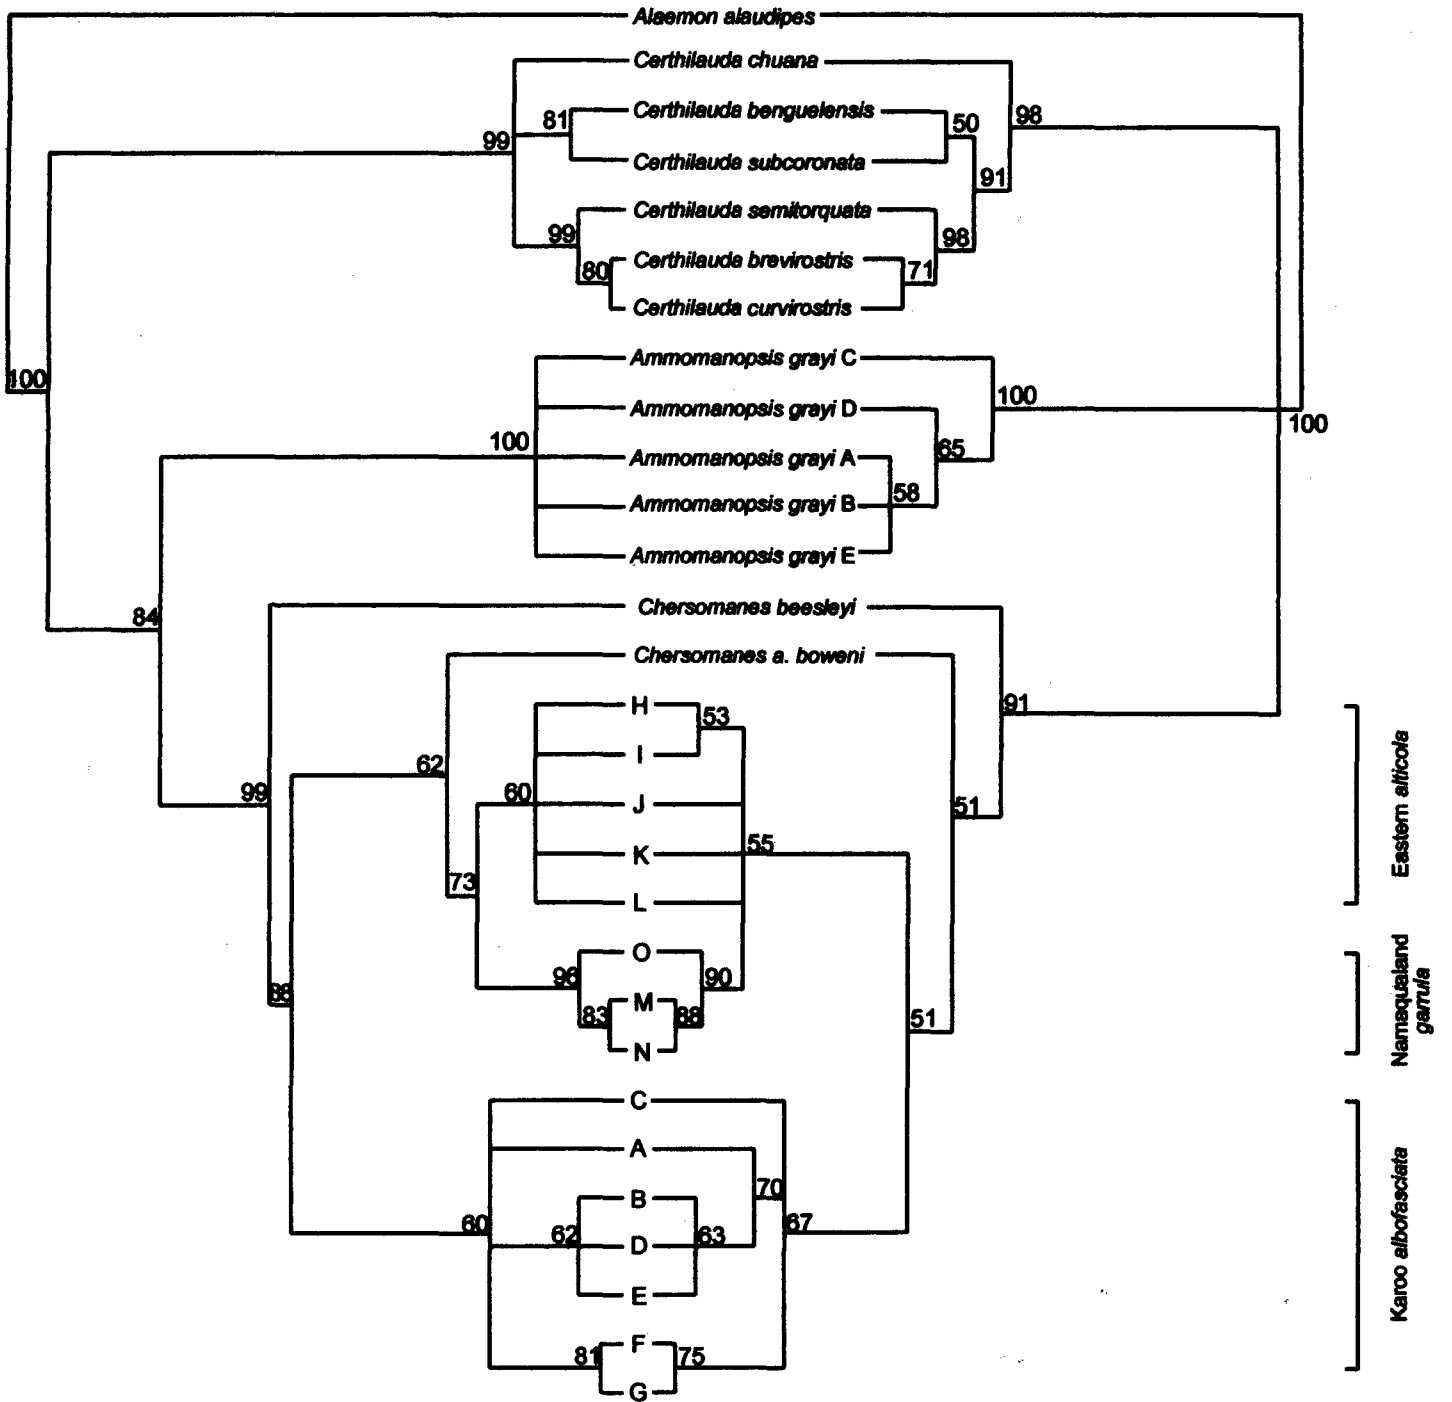 Alaemon alaudipes
Certhilauda chuana
98
Certhilauda benguelensis
81
50
99
Certhilauda subcoronata
91
Certhilauda semitorquata
99
98
Certhilauda brevirostris
80
71
Certhilauda curvirostris
Ammomanopsis grayi C
100
100
Ammomanopsis grayi D
100
100
Ammomanopsis grayi A
65
58
Ammomanopsis grayi B
Ammomanopsis grayi E
Chersomanes beesleyi
84
Chersomanes a. boweni
H
91
53
I
62
99
60
J
51
55
K
73
L
O
96
90
M
83
88
51
N
C
A
70
B
60
62
D
63
67
E
F
81
75
G
Eastern alticola
Namaqualand
garrula
Karoo albofasciata